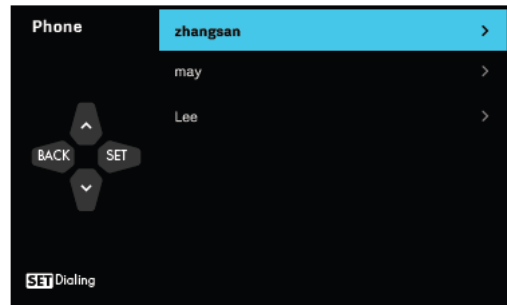 Phone
zhangsan
may
Lee
BACK SET
SET Dialing